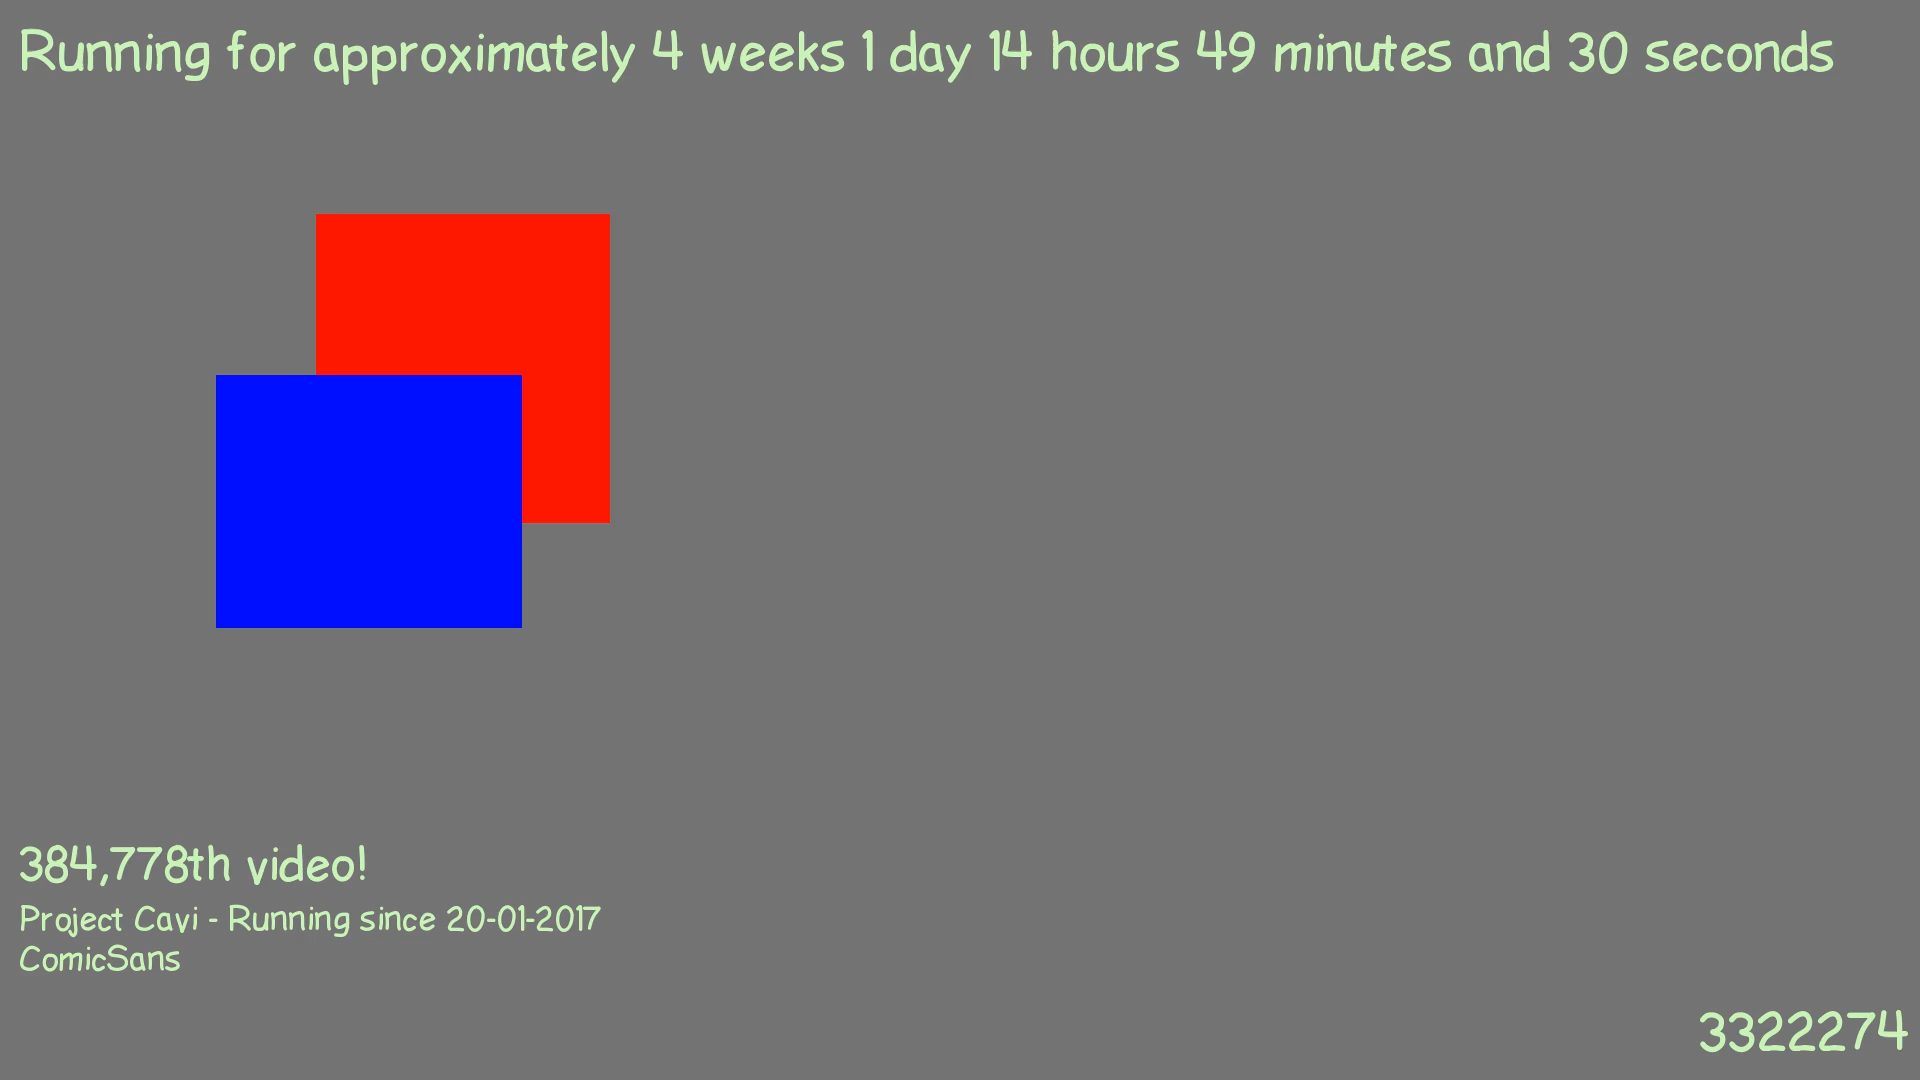 Running for approximately 4 weeks 1 day 14 hours 49 minutes and 30 seconds
384,778th video!
Project Cavi - Running since 20-01-2017
ComicSans
3322274